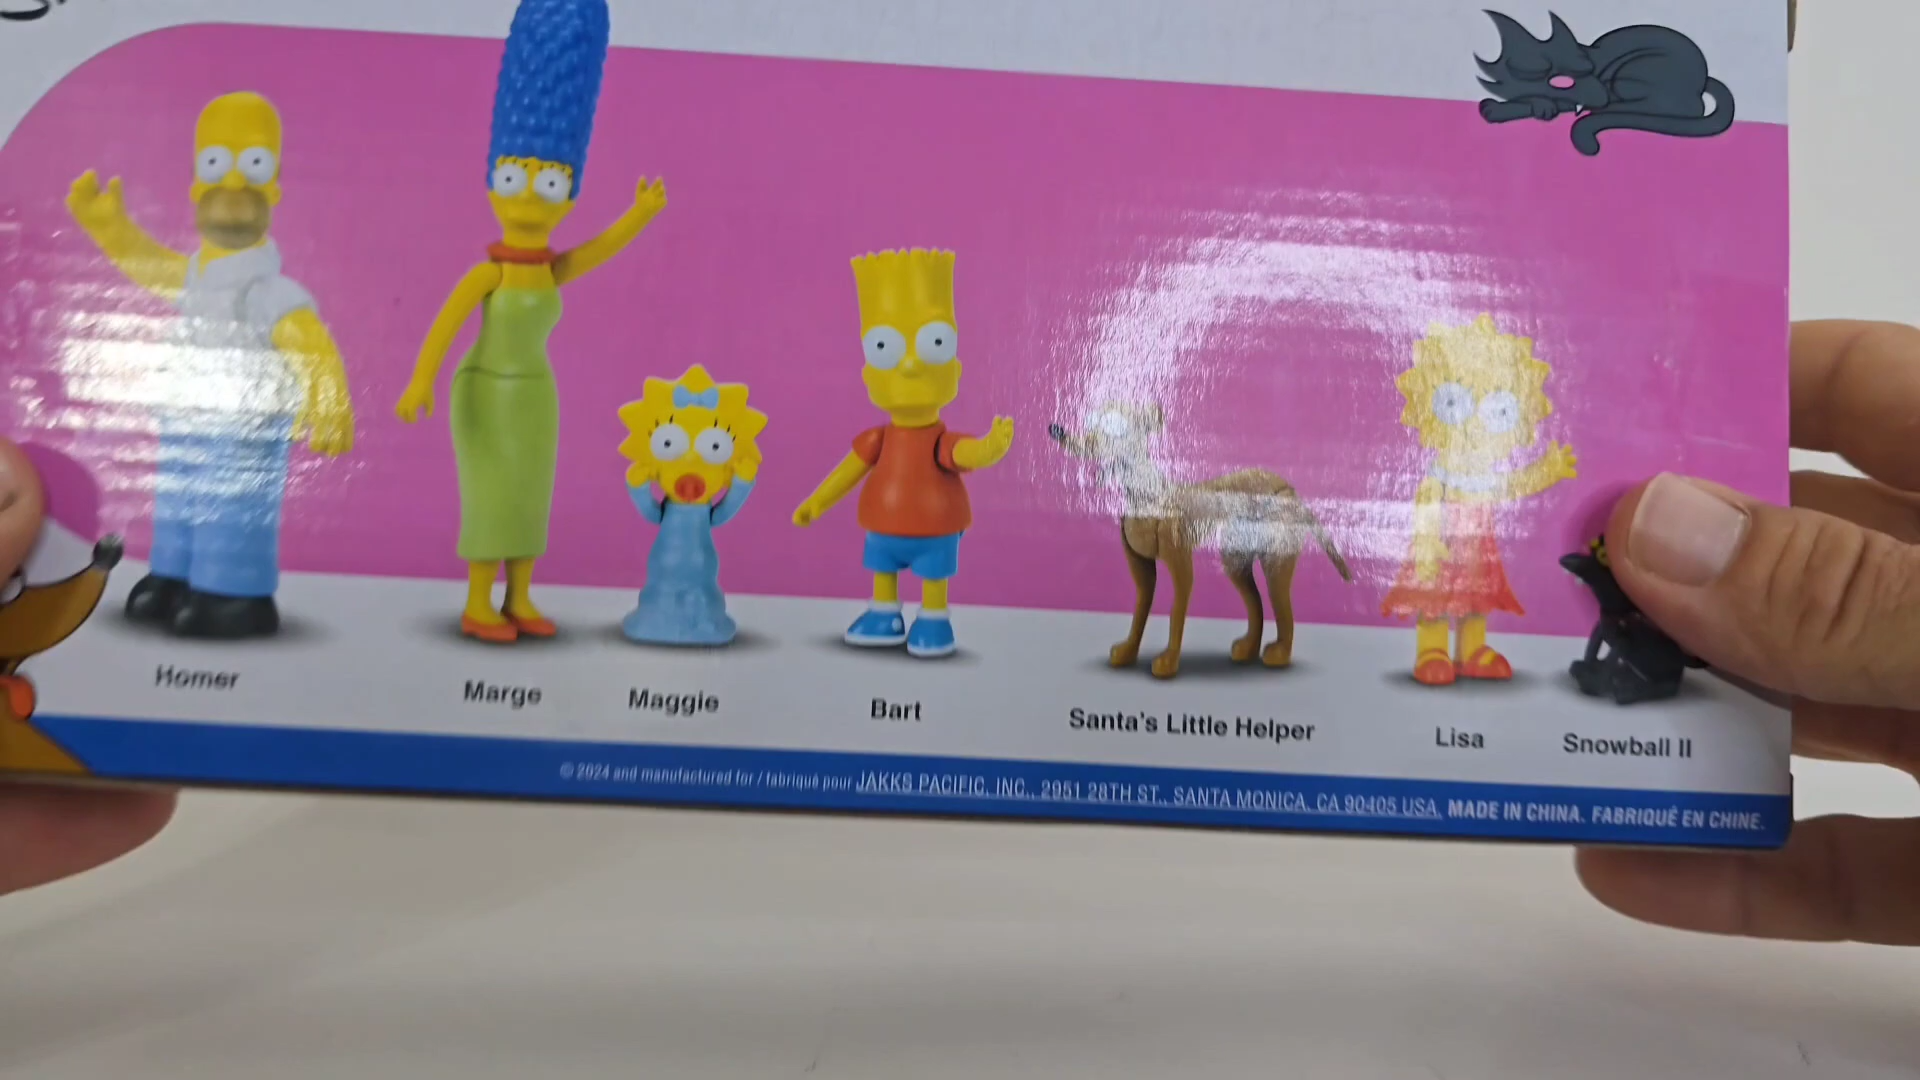 Homer
Marge
Maggie
Bart
Santa's Little Helper
Lisa
Snowball II
© 2024 and manufactured for / fabriqué pour JAKKS PACIFIC, INC., 2951 28TH ST., SANTA MONICA, CA 90405 USA. MADE IN CHINA. FABRIQUÉ EN CHINE.